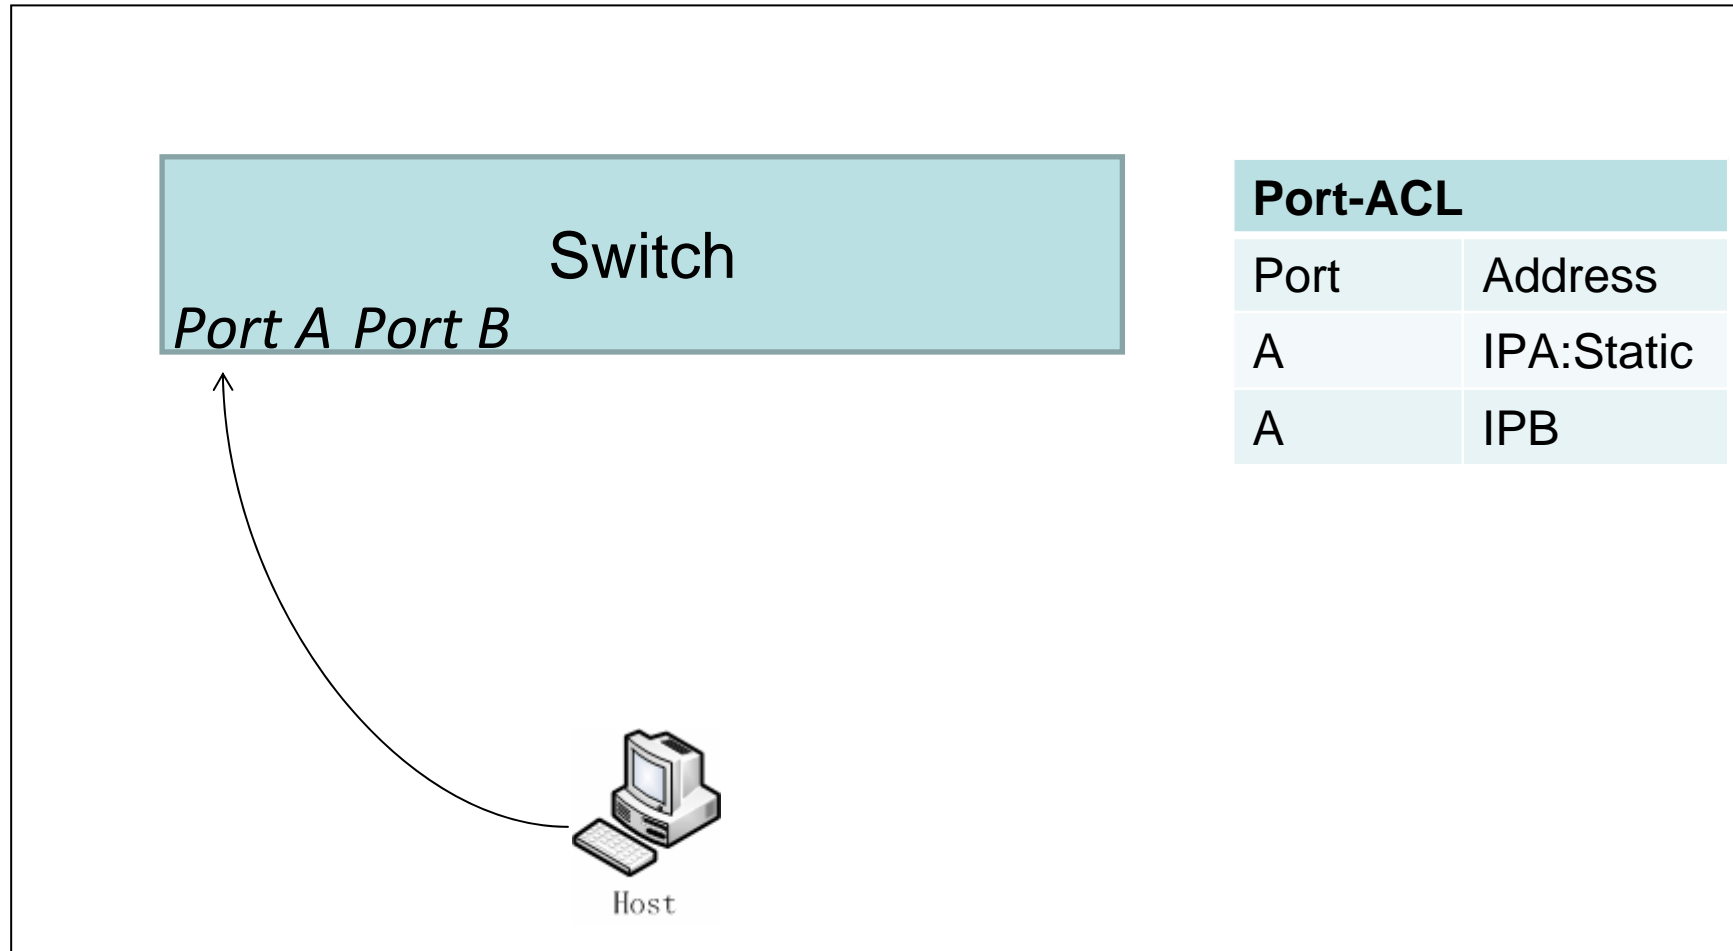 Switch
Port A Port B
Port-ACL
Port Address
A IPA:Static
A IPB
Host